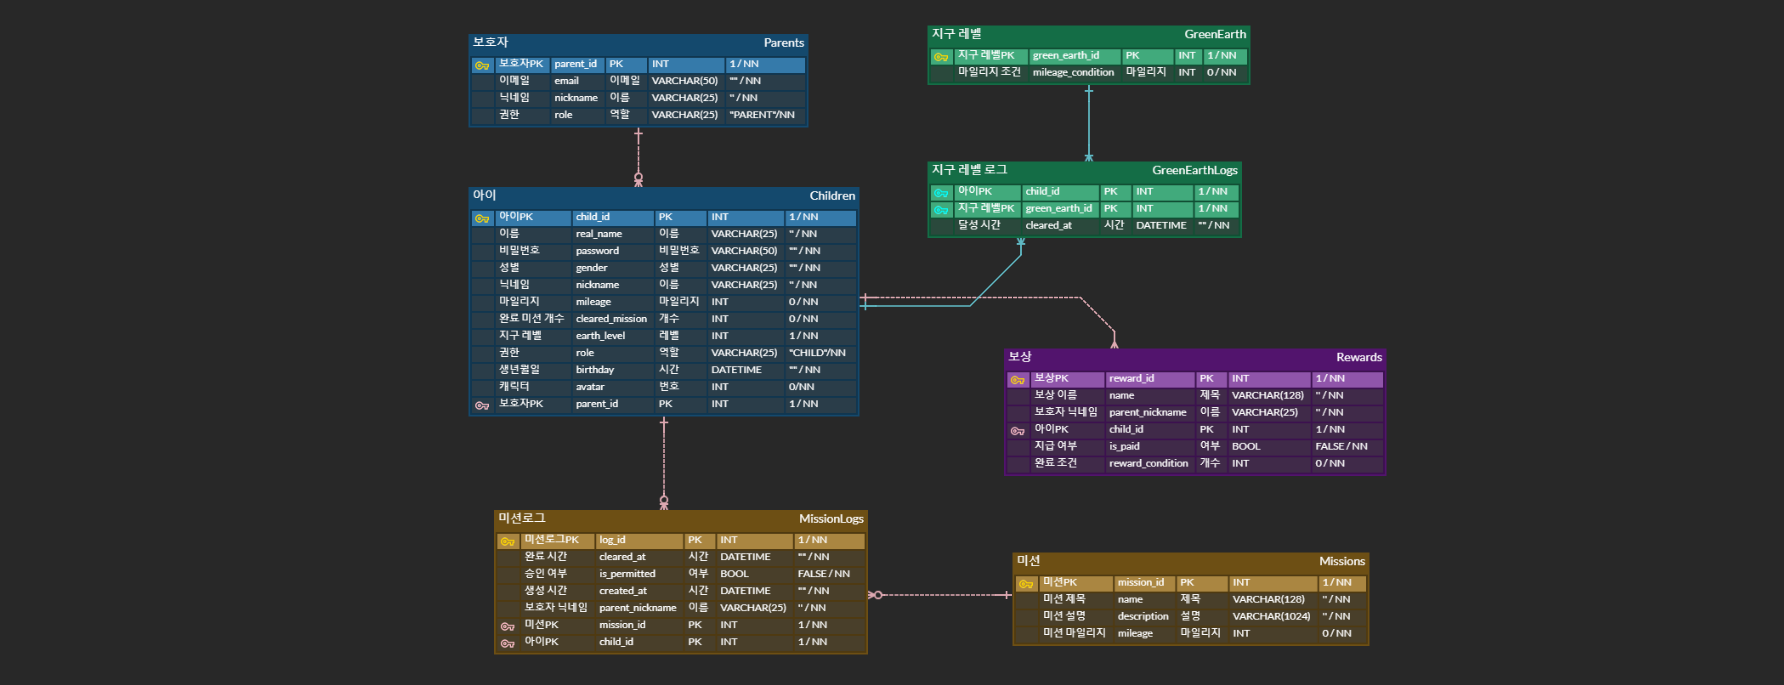 보호자 Parents
보호자PK parent_id PK INT 1 / NN
이메일 email 이메일 VARCHAR(50) "" / NN
닉네임 nickname 이름 VARCHAR(25) '' / NN
권한 role 역할 VARCHAR(25) "PARENT"/NN
지구 레벨 GreenEarth
지구 레벨PK green_earth_id PK INT 1 / NN
마일리지 조건 mileage_condition 마일리지 INT 0 / NN
지구 레벨 로그 GreenEarthLogs
아이PK child_id PK INT 1 / NN
지구 레벨PK green_earth_id PK INT 1 / NN
달성 시간 cleared_at 시간 DATETIME "" / NN
아이 Children
아이PK child_id PK INT 1 / NN
이름 real_name 이름 VARCHAR(25) '' / NN
비밀번호 password 비밀번호 VARCHAR(50) "" / NN
성별 gender 성별 VARCHAR(25) "" / NN
닉네임 nickname 이름 VARCHAR(25) '' / NN
마일리지 mileage 마일리지 INT 0 / NN
완료 미션 개수 cleared_mission 개수 INT 0 / NN
지구 레벨 earth_level 레벨 INT 1 / NN
권한 role 역할 VARCHAR(25) "CHILD"/NN
생년월일 birthday 시간 DATETIME "" / NN
캐릭터 avatar 번호 INT 0/NN
보호자PK parent_id PK INT 1 / NN
보상 Rewards
보상PK reward_id PK INT 1 / NN
보상 이름 name 제목 VARCHAR(128) '' / NN
보호자 닉네임 parent_nickname 이름 VARCHAR(25) '' / NN
아이PK child_id PK INT 1 / NN
지급 여부 is_paid 여부 BOOL FALSE / NN
완료 조건 reward_condition 개수 INT 0 / NN
미션로그 MissionLogs
미션로그PK log_id PK INT 1 / NN
완료 시간 cleared_at 시간 DATETIME "" / NN
승인 여부 is_permitted 여부 BOOL FALSE / NN
생성 시간 created_at 시간 DATETIME "" / NN
보호자 닉네임 parent_nickname 이름 VARCHAR(25) '' / NN
미션PK mission_id PK INT 1 / NN
아이PK child_id PK INT 1 / NN
미션 Missions
미션PK mission_id PK INT 1 / NN
미션 제목 name 제목 VARCHAR(128) '' / NN
미션 설명 description 설명 VARCHAR(1024) '' / NN
미션 마일리지 mileage 마일리지 INT 0 / NN